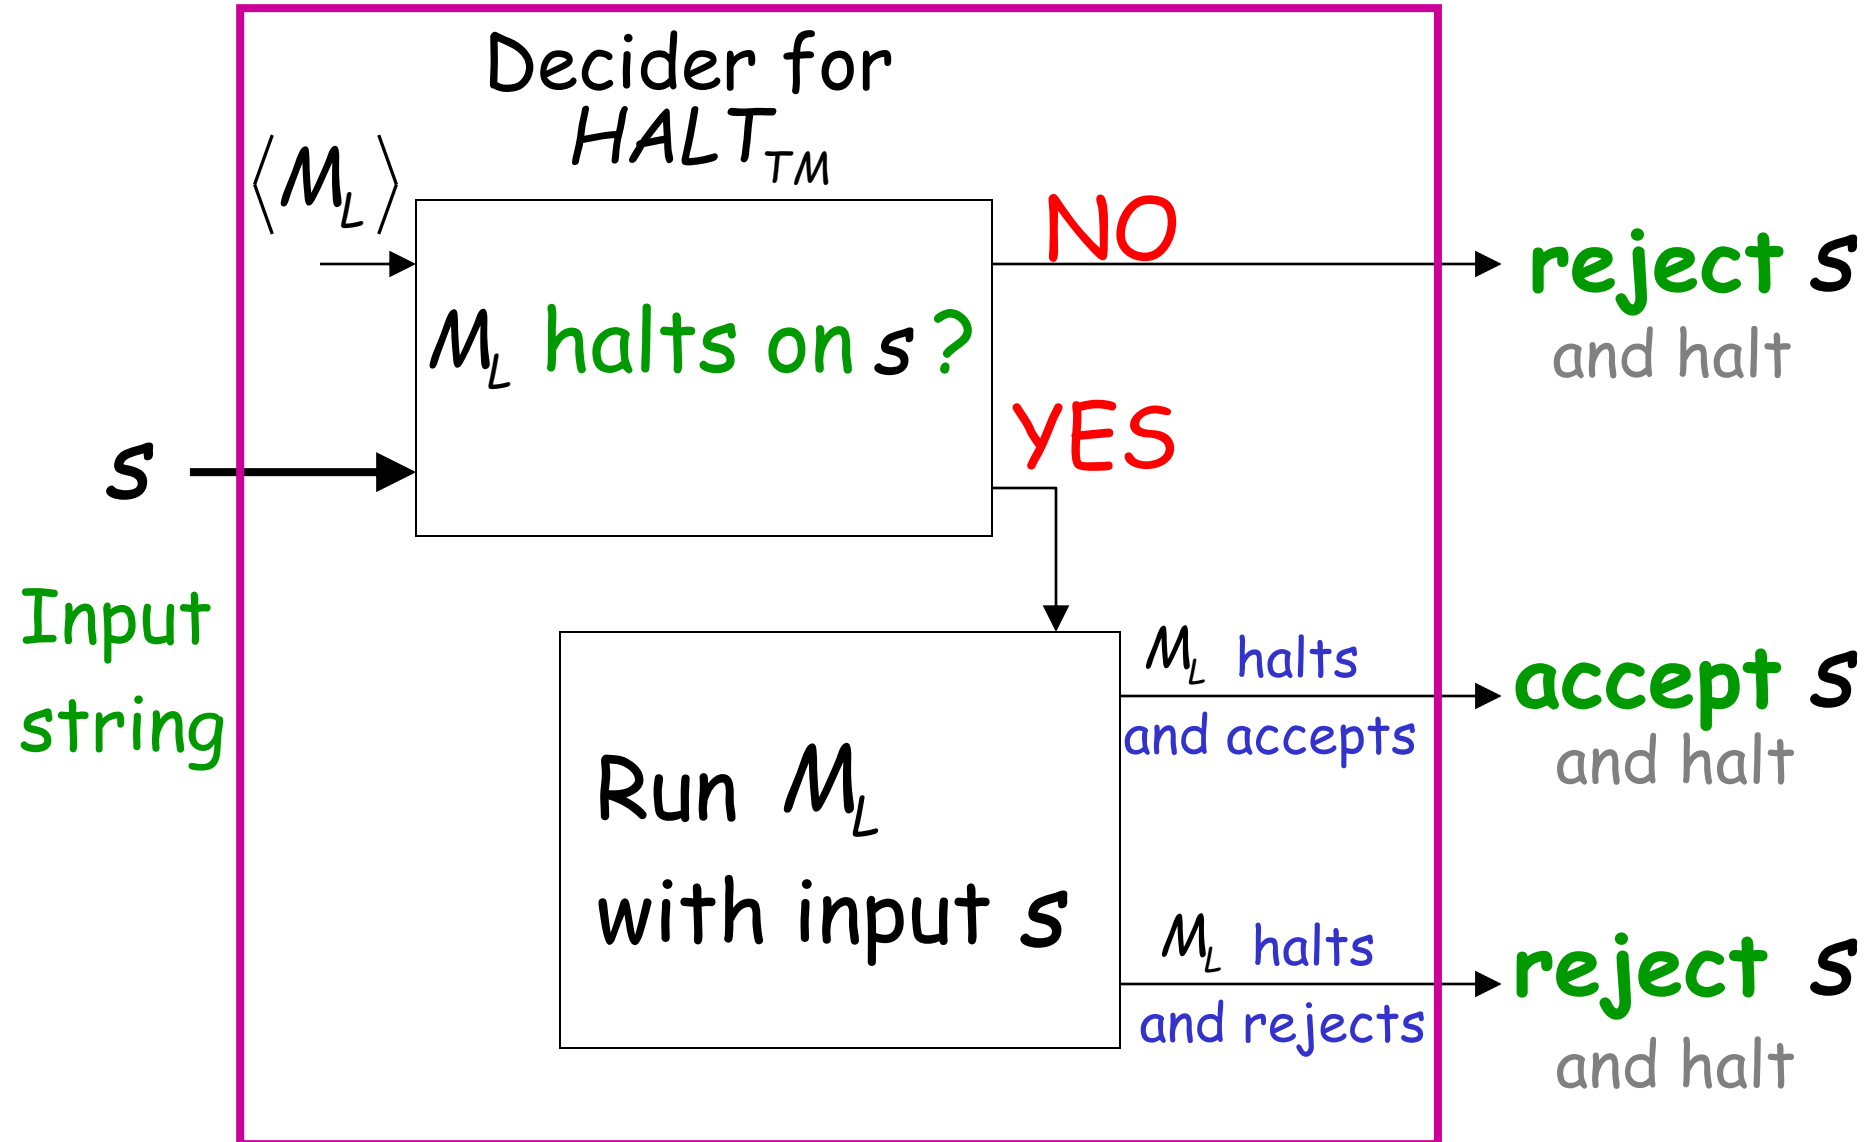 Decider for
HALT_TM
⟨M_L⟩
NO
reject s
and halt
M_L halts on s ?
YES
s
Input
string
M_L halts
and accepts
accept s
and halt
Run M_L
with input s
M_L halts
and rejects
reject s
and halt